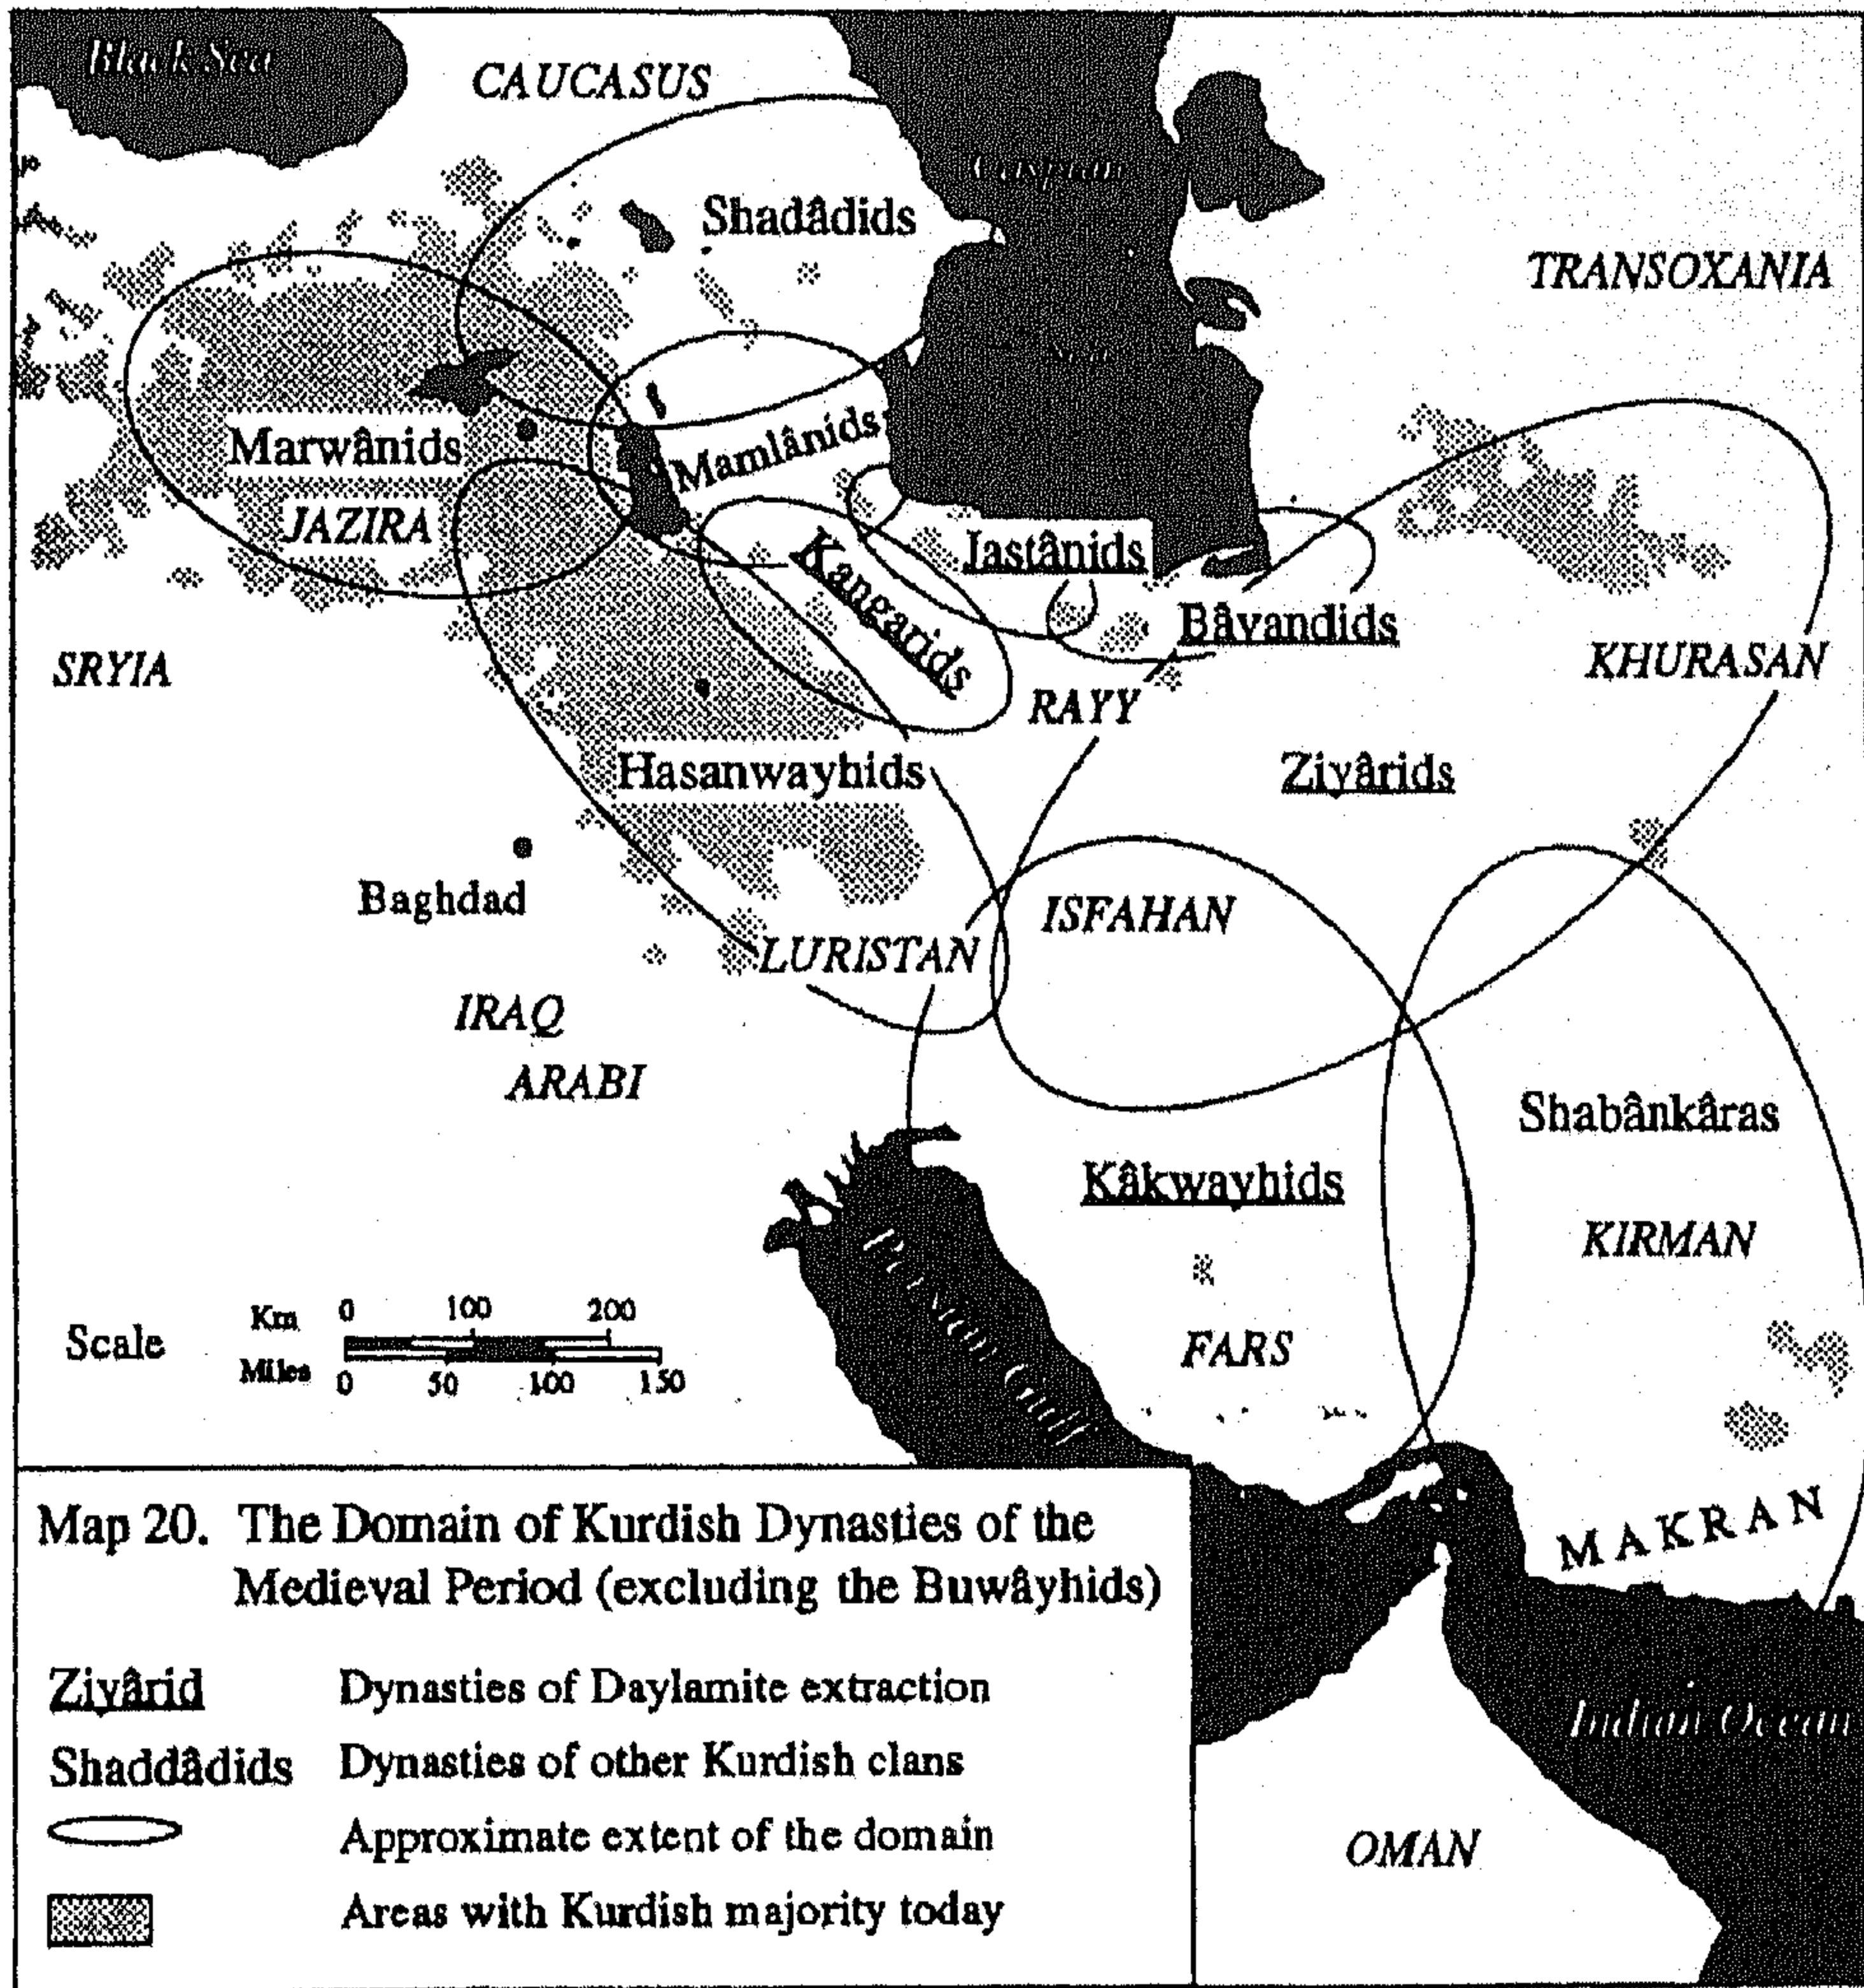 Black Sea
CAUCASUS
Caspian
Sea
Shadâdids
TRANSOXANIA
Marwânids
JAZIRA
Mamlânids
Kangarids
Jastânids
Bâvandids
SRYIA
KHURASAN
RAYY
Hasanwayhids
Ziyârids
Baghdad
ISFAHAN
LURISTAN
IRAQ
ARABI
Shabânkâras
Kâkwayhids
KIRMAN
Persian Gulf
FARS
Scale
Km 0 100 200
Miles 0 50 100 150
MAKRAN
Indian Ocean
OMAN
Map 20. The Domain of Kurdish Dynasties of the
Medieval Period (excluding the Buwâyhids)
Ziyârid Dynasties of Daylamite extraction
Shaddâdids Dynasties of other Kurdish clans
Approximate extent of the domain
Areas with Kurdish majority today